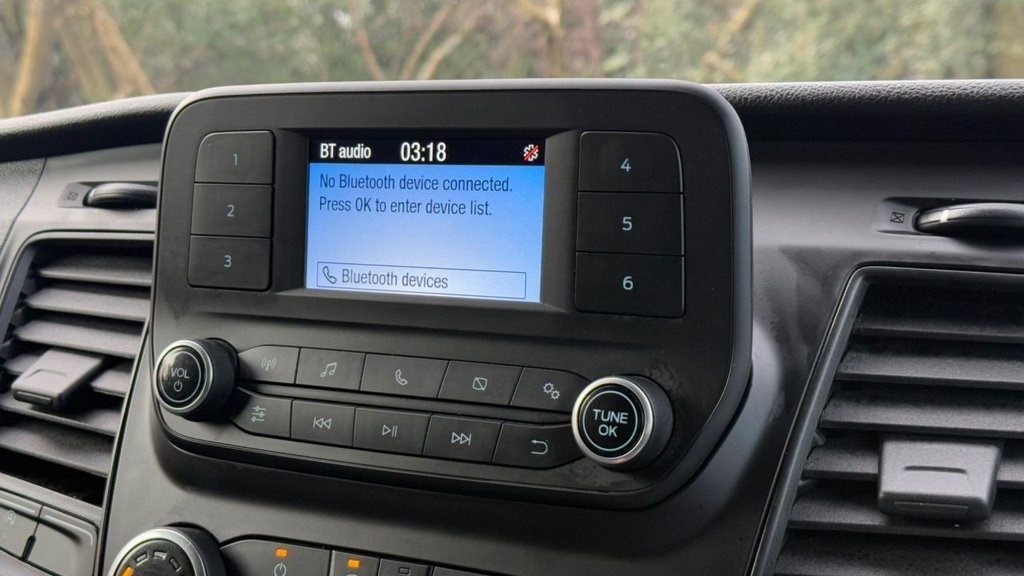 1
2
3
BT audio 03:18
No Bluetooth device connected.
Press OK to enter device list.
Bluetooth devices
4
5
6
VOL
TUNE
OK